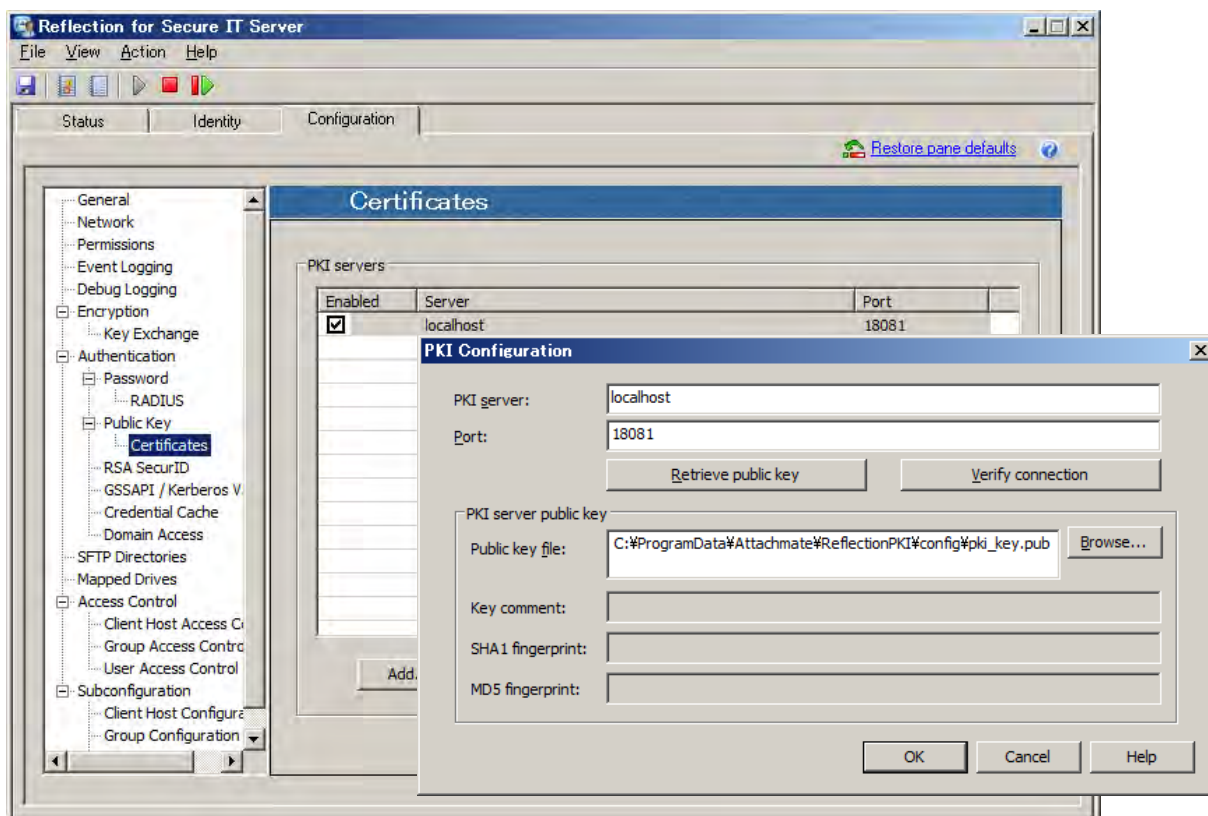 Reflection for Secure IT Server
File View Action Help
Status Identity Configuration
Restore pane defaults
General
Network
Permissions
Event Logging
Debug Logging
Encryption
Key Exchange
Authentication
Password
RADIUS
Public Key
Certificates
RSA SecurID
GSSAPI / Kerberos V
Credential Cache
Domain Access
SFTP Directories
Mapped Drives
Access Control
Client Host Access
Group Access Contro
User Access Control
Subconfiguration
Client Host Configura
Group Configuration
Certificates
PKI servers
Enabled Server Port
localhost 18081
Add.
PKI Configuration
PKI server: localhost
Port: 18081
Retrieve public key Verify connection
PKI server public key
Public key file: C:¥ProgramData¥Attachmate¥ReflectionPKI¥config¥pki_key.pub Browse...
Key comment:
SHA1 fingerprint:
MD5 fingerprint:
OK Cancel Help